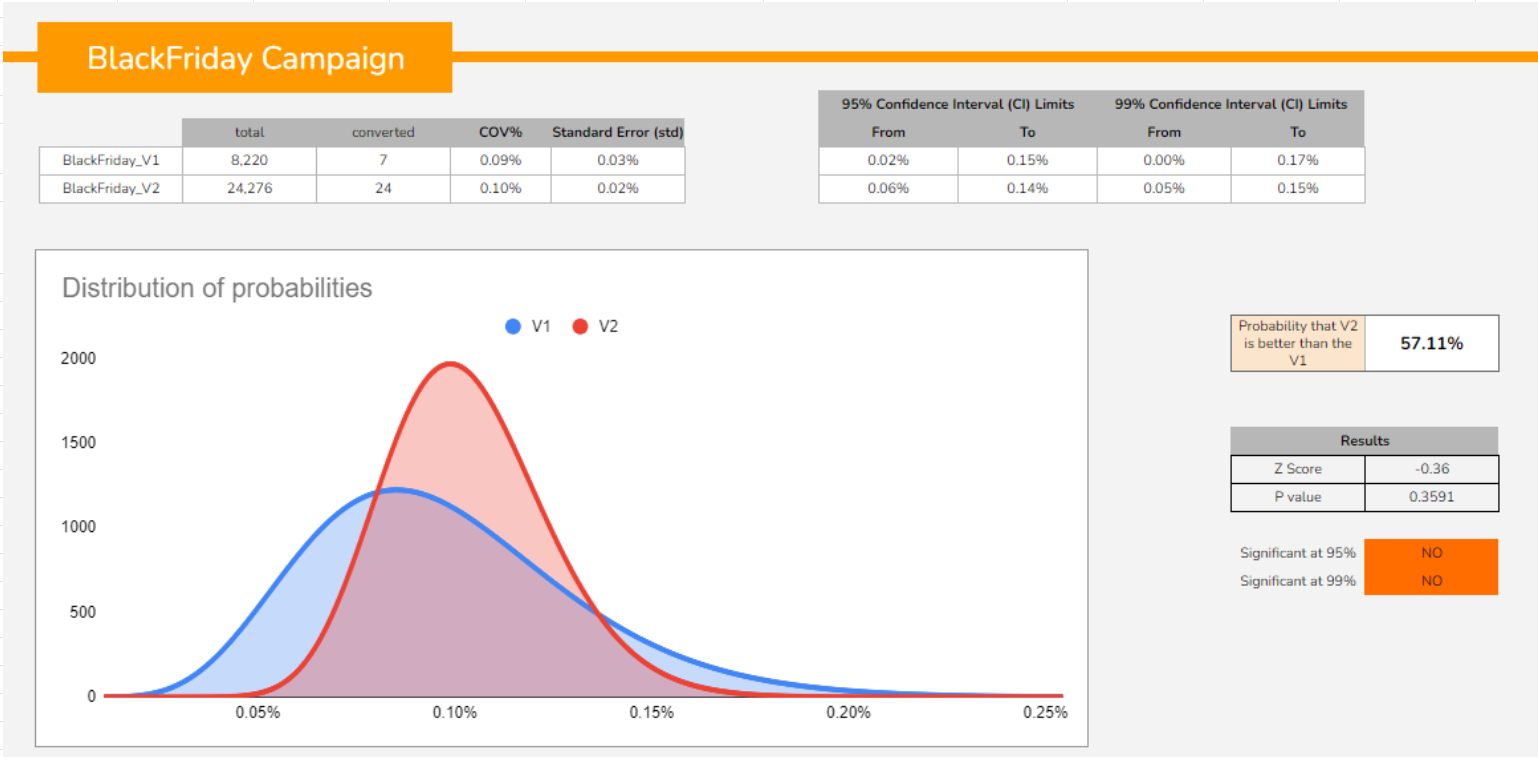 BlackFriday Campaign
95% Confidence Interval (CI) Limits 99% Confidence Interval (CI) Limits
total converted COV% Standard Error (std) From To From To
BlackFriday_V1 8,220 7 0.09% 0.03% 0.02% 0.15% 0.00% 0.17%
BlackFriday_V2 24,276 24 0.10% 0.02% 0.06% 0.14% 0.05% 0.15%
Distribution of probabilities
V1 V2
2000
1500
1000
500
0
0.05% 0.10% 0.15% 0.20% 0.25%
Probability that V2
is better than the
V1
57.11%
Results
Z Score -0.36
P value 0.3591
Significant at 95% NO
Significant at 99% NO